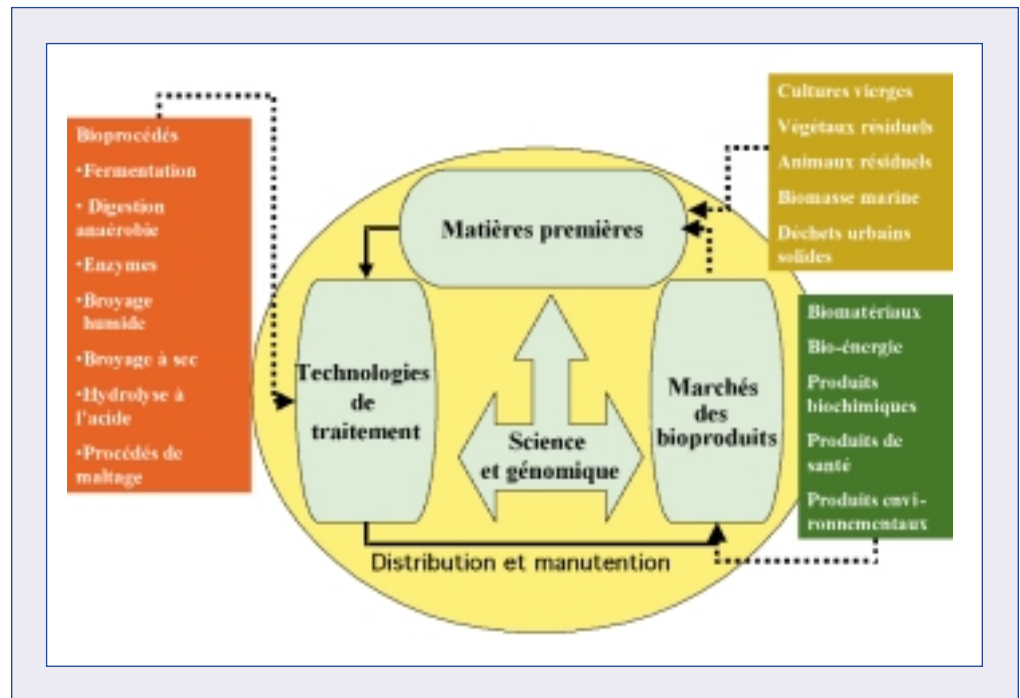 Bioprocédés
•Fermentation
• Digestion
anaérobie
•Enzymes
•Broyage
humide
•Broyage à sec
•Hydrolyse à
l'acide
•Procédés de
maltage
Matières premières
Technologies
de
traitement
Science
et génomique
Marchés
des
bioproduits
Distribution et manutention
Cultures vierges
Végétaux résiduels
Animaux résiduels
Biomasse marine
Déchets urbains
solides
Biomatériaux
Bio-énergie
Produits
biochimiques
Produits de
santé
Produits envi-
ronnementaux